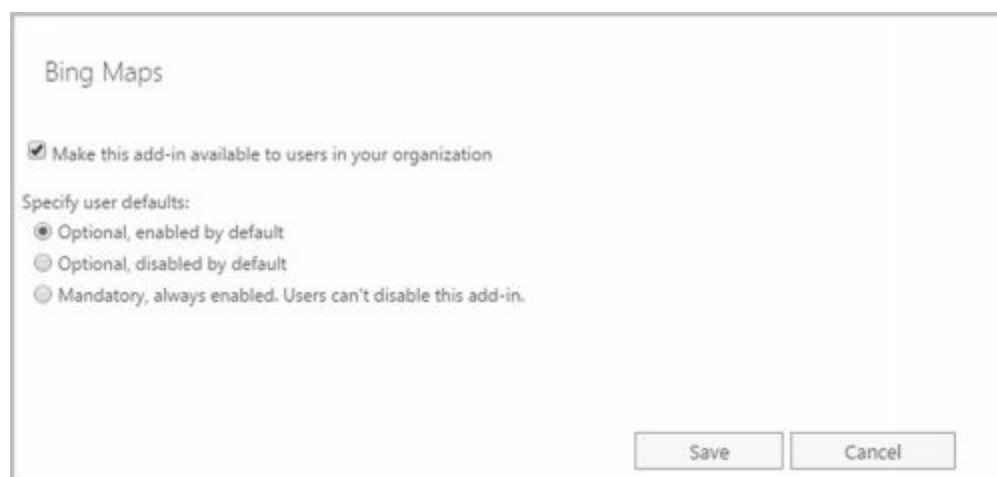 Bing Maps
Make this add-in available to users in your organization
Specify user defaults:
Optional, enabled by default
Optional, disabled by default
Mandatory, always enabled. Users can't disable this add-in.
Save Cancel